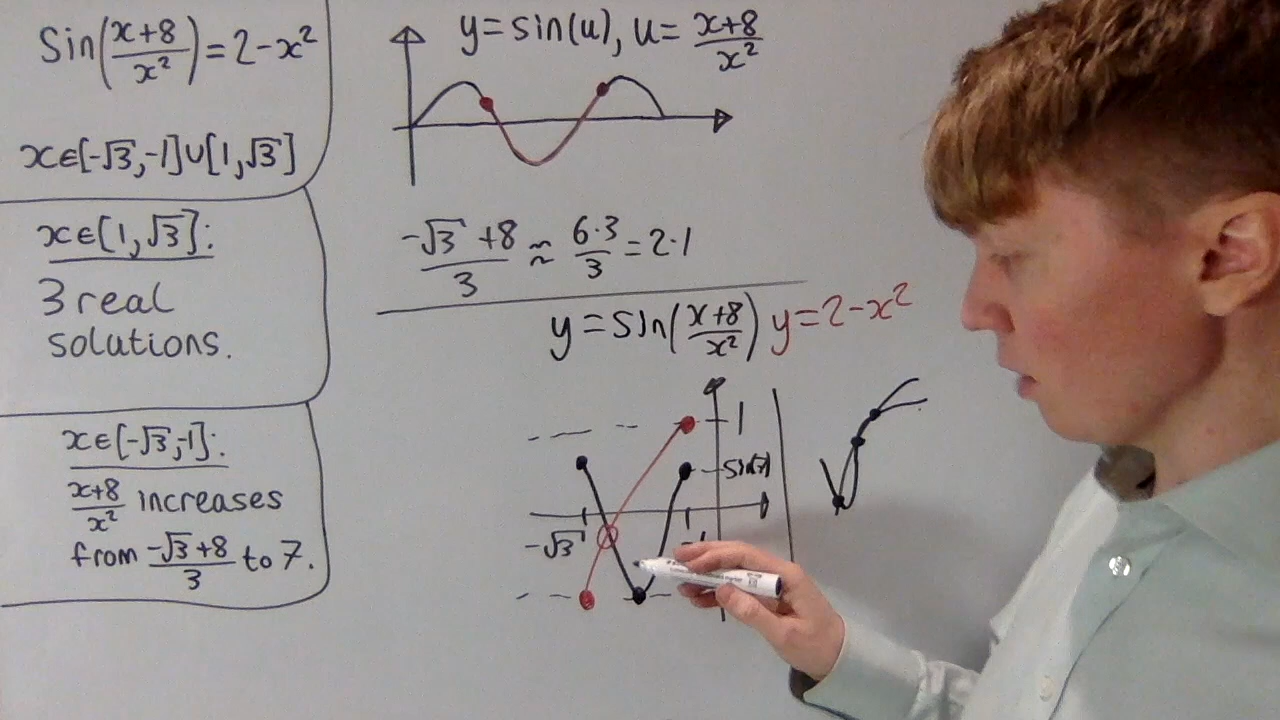 Sin((x+8)/x²)=2-x²
x∈[-√3,-1]∪[1,√3]
x∈[1,√3]:
3 real
solutions.
x∈[-√3,-1]:
(x+8)/x² increases
from (-√3+8)/3 to 7.
y=sin(u), u=(x+8)/x²
(-√3+8)/3 ≈ 6·3/3 = 2·1
y=sin((x+8)/x²) y=2-x²
1
sin(7)
-√3